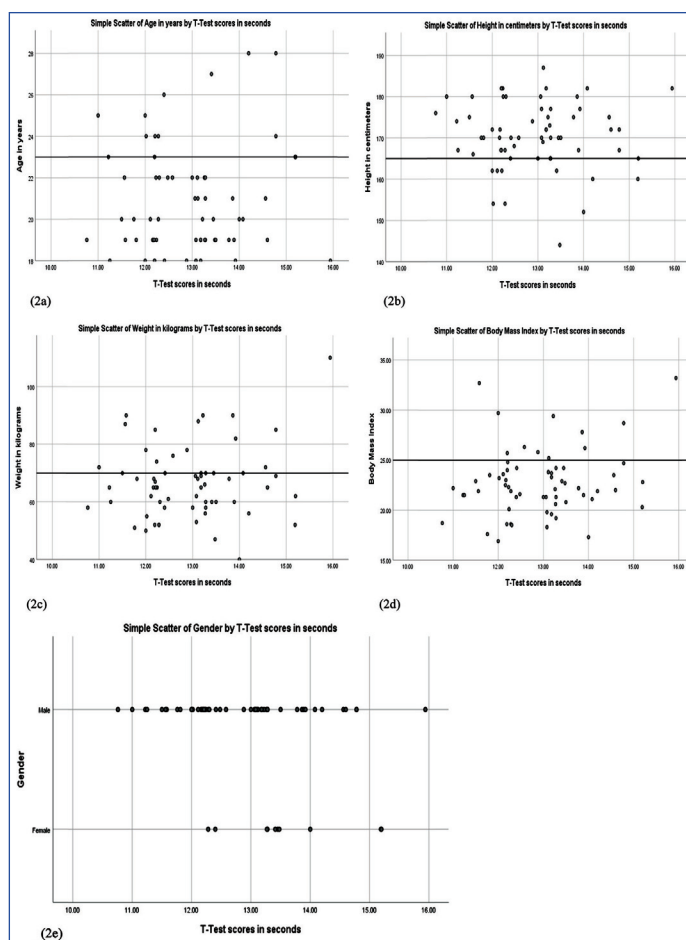 Simple Scatter of Age in years by T-Test scores in seconds
Age in years
28
26
24
22
20
18
10.00 11.00 12.00 13.00 14.00 15.00 16.00
T-Test scores in seconds
(2a)
Simple Scatter of Height in centimeters by T-Test scores in seconds
Height in centimeters
190
180
170
160
150
140
10.00 11.00 12.00 13.00 14.00 15.00 16.00
T-Test scores in seconds
(2b)
Simple Scatter of Weight in kilograms by T-Test scores in seconds
Weight in kilograms
100
80
60
40
10.00 11.00 12.00 13.00 14.00 15.00 16.00
T-Test scores in seconds
(2c)
Simple Scatter of Body Mass Index by T-Test scores in seconds
Body Mass Index
35.00
30.00
25.00
20.00
15.00
10.00 11.00 12.00 13.00 14.00 15.00 16.00
T-Test scores in seconds
(2d)
Simple Scatter of Gender by T-Test scores in seconds
Gender
Male
Female
10.00 11.00 12.00 13.00 14.00 15.00 16.00
T-Test scores in seconds
(2e)